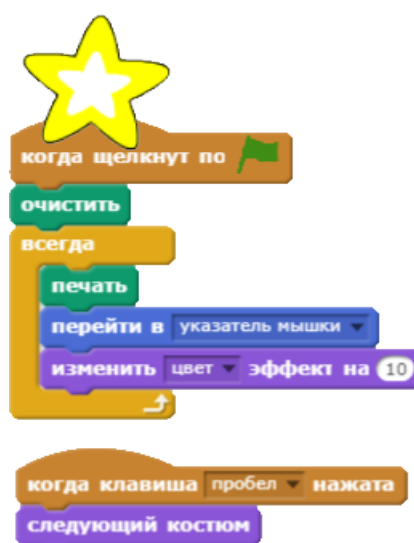 когда щелкнут по
очистить
всегда
печать
перейти в указатель мышки
изменить цвет эффект на 10
когда клавиша пробел нажата
следующий костюм